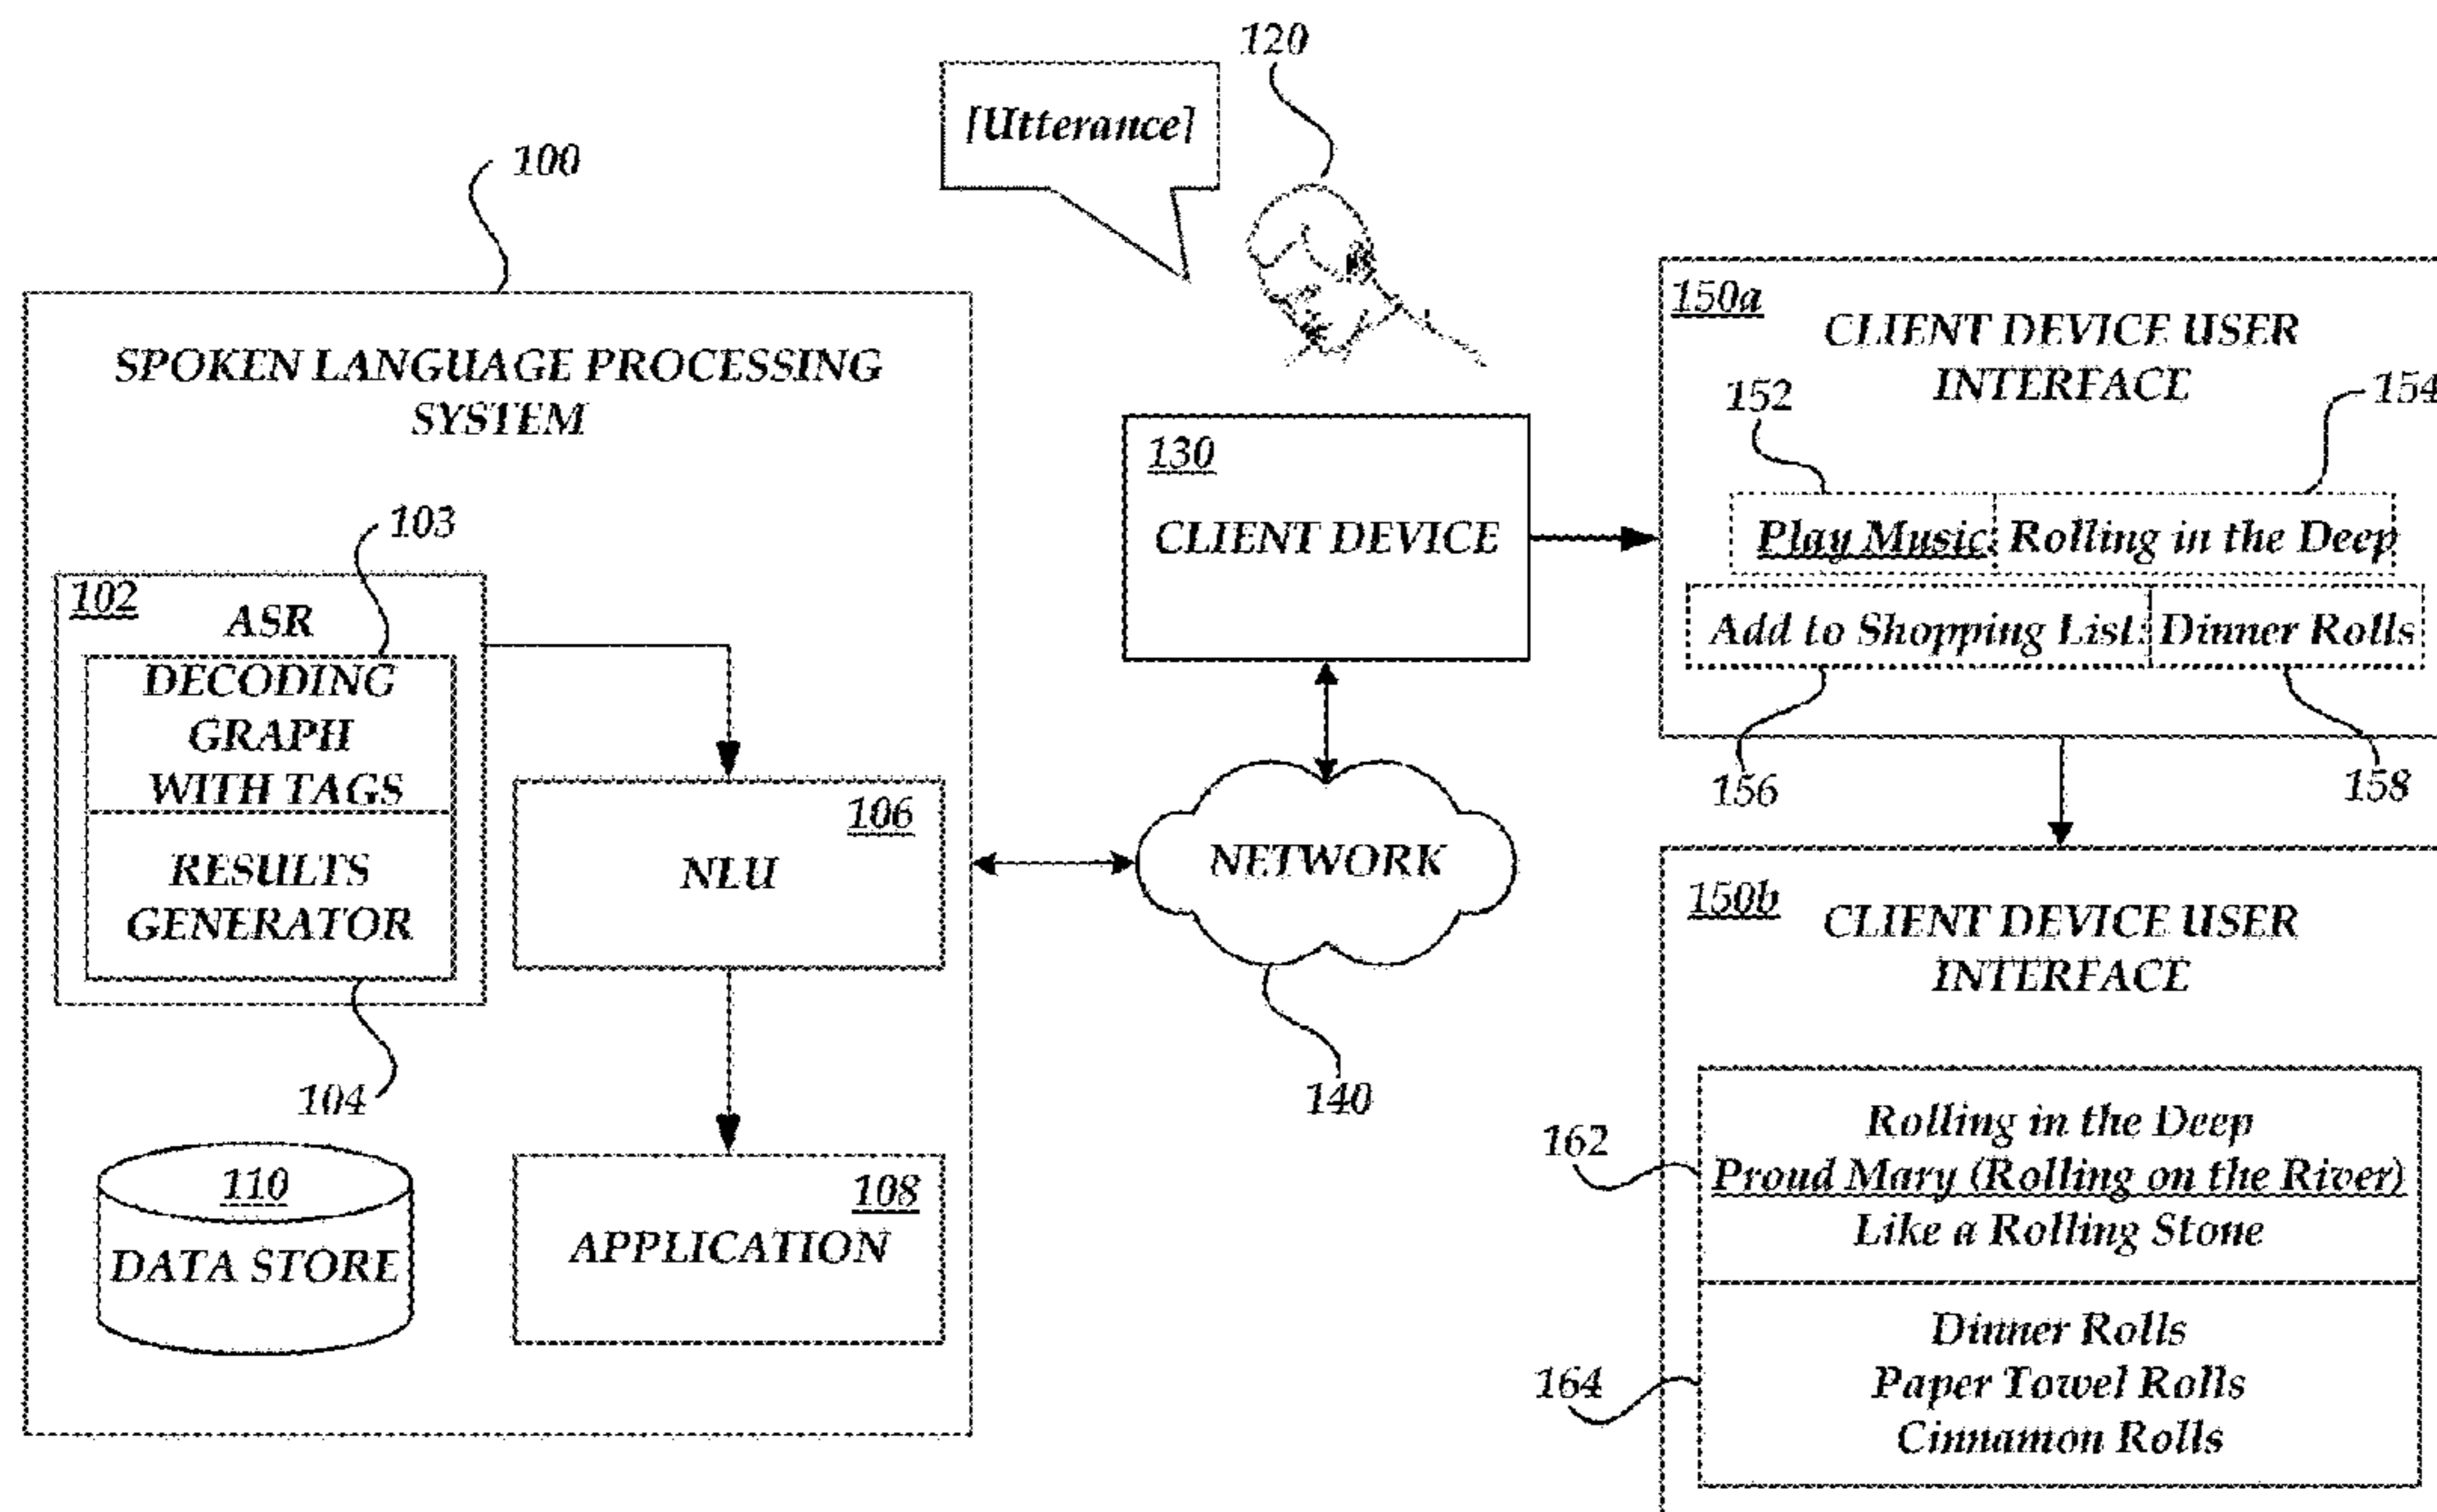 120
[Utterance]
100
SPOKEN LANGUAGE PROCESSING
SYSTEM
103
102
ASR
DECODING
GRAPH
WITH TAGS
RESULTS
GENERATOR
104
106
NLU
110
DATA STORE
108
APPLICATION
130
CLIENT DEVICE
NETWORK
140
150a
CLIENT DEVICE USER
INTERFACE
152
154
Play Music: Rolling in the Deep
Add to Shopping List: Dinner Rolls
156
158
150b
CLIENT DEVICE USER
INTERFACE
162
Rolling in the Deep
Proud Mary (Rolling on the River)
Like a Rolling Stone
164
Dinner Rolls
Paper Towel Rolls
Cinnamon Rolls